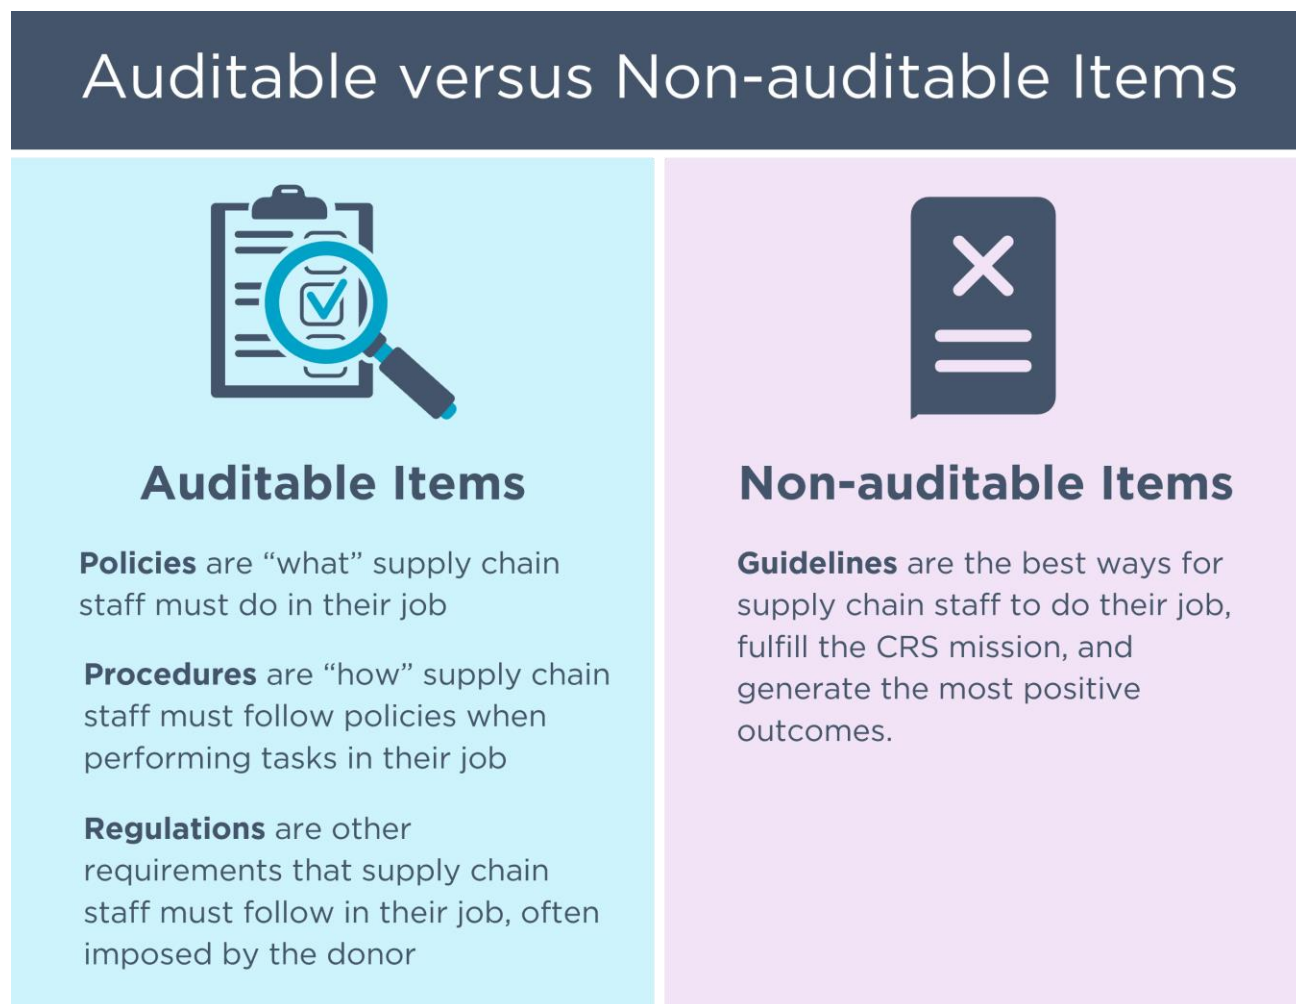 Auditable versus Non-auditable Items
Auditable Items
Policies are “what” supply chain
staff must do in their job
Procedures are “how” supply chain
staff must follow policies when
performing tasks in their job
Regulations are other
requirements that supply chain
staff must follow in their job, often
imposed by the donor
Non-auditable Items
Guidelines are the best ways for
supply chain staff to do their job,
fulfill the CRS mission, and
generate the most positive
outcomes.